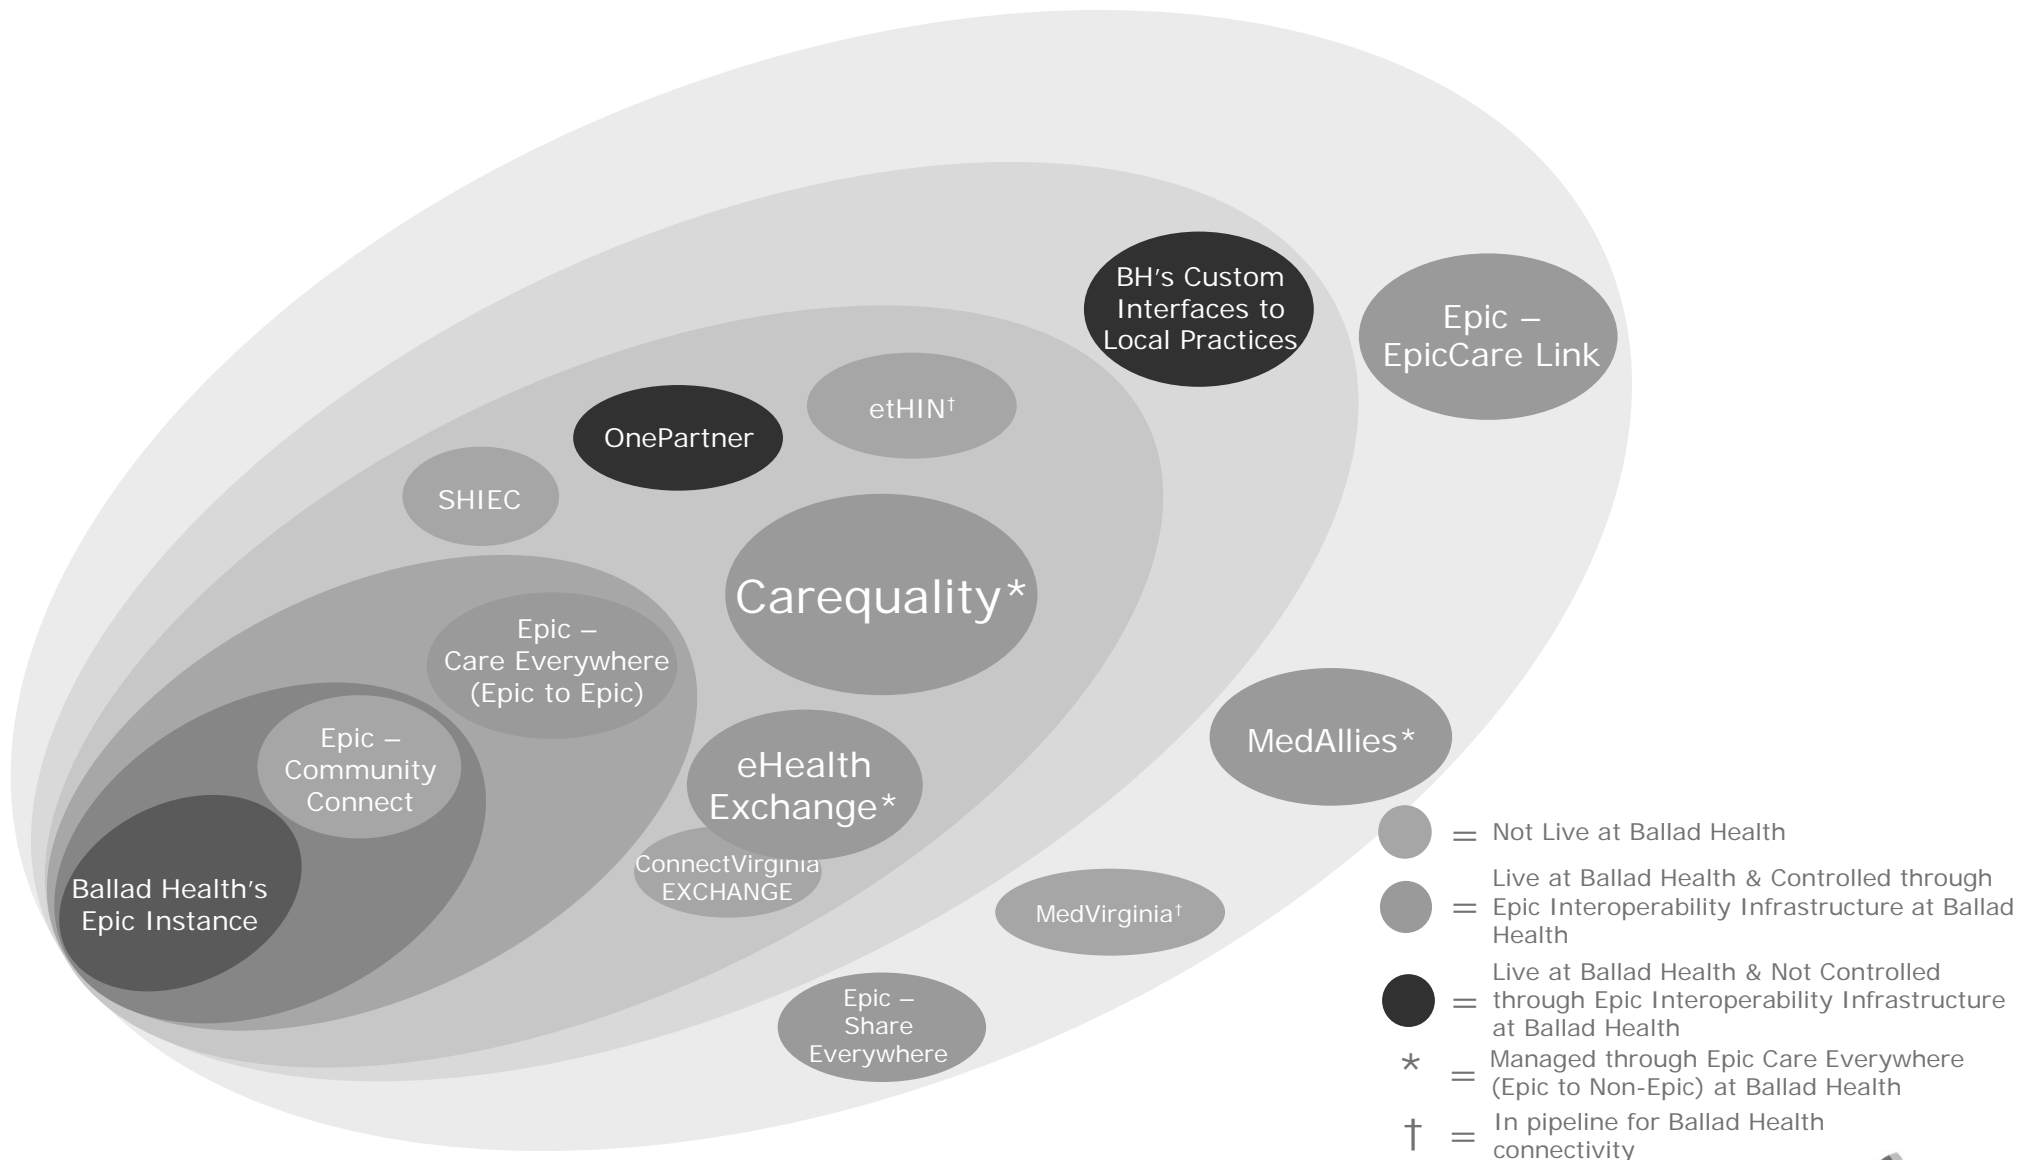 BH's Custom
Interfaces to
Local Practices
Epic –
EpicCare Link
etHIN†
OnePartner
SHIEC
Carequality*
Epic –
Care Everywhere
(Epic to Epic)
Epic –
Community
Connect
eHealth
Exchange*
MedAllies*
ConnectVirginia
EXCHANGE
Ballad Health's
Epic Instance
MedVirginia†
Epic –
Share
Everywhere
= Not Live at Ballad Health
Live at Ballad Health & Controlled through
= Epic Interoperability Infrastructure at Ballad
Health
Live at Ballad Health & Not Controlled
= through Epic Interoperability Infrastructure
at Ballad Health
* = Managed through Epic Care Everywhere
(Epic to Non-Epic) at Ballad Health
† = In pipeline for Ballad Health
connectivity